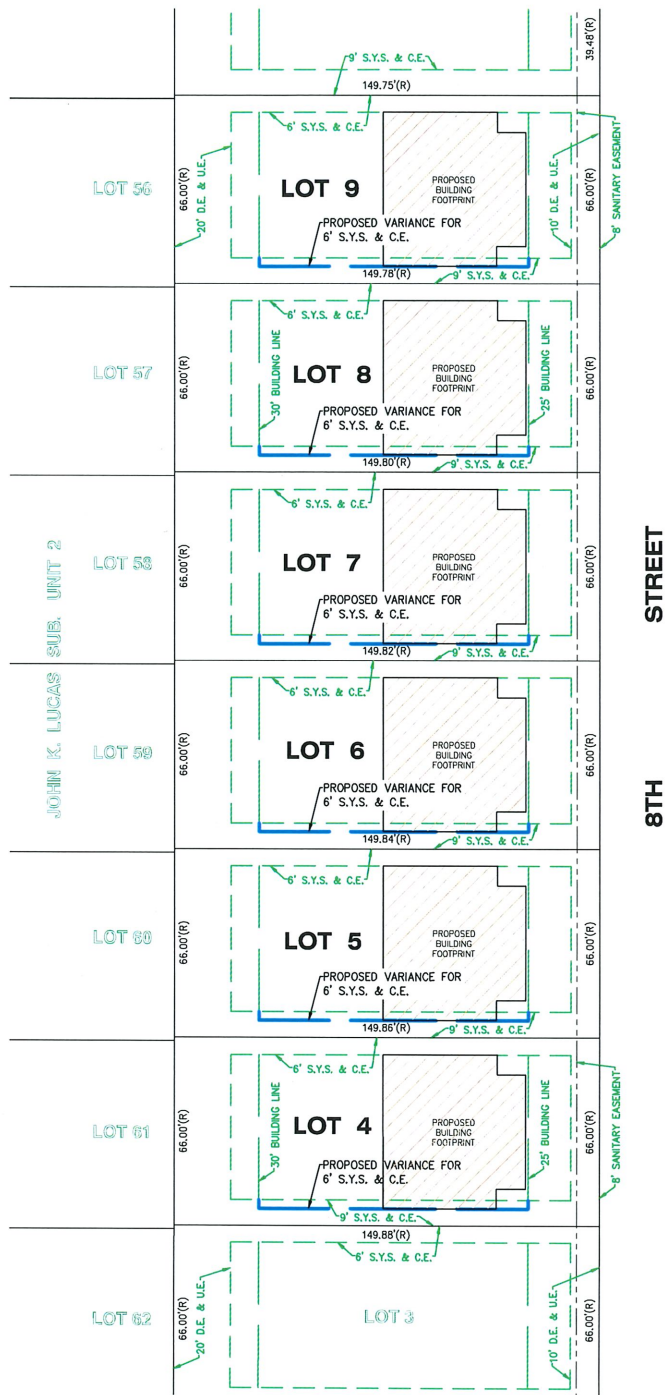 39.48'(R)
9' S.Y.S. & C.E.
149.75'(R)
6' S.Y.S. & C.E.
LOT 56
66.00'(R)
20' D.E. & U.E.
LOT 9
PROPOSED
BUILDING
FOOTPRINT
10' D.E. & U.E.
66.00'(R)
8' SANITARY EASEMENT
PROPOSED VARIANCE FOR
6' S.Y.S. & C.E.
149.78'(R)
9' S.Y.S. & C.E.
6' S.Y.S. & C.E.
LOT 57
66.00'(R)
30' BUILDING LINE
LOT 8
PROPOSED
BUILDING
FOOTPRINT
25' BUILDING LINE
66.00'(R)
PROPOSED VARIANCE FOR
6' S.Y.S. & C.E.
149.80'(R)
9' S.Y.S. & C.E.
6' S.Y.S. & C.E.
JOHN K. LUCAS SUB. UNIT 2
LOT 58
66.00'(R)
LOT 7
PROPOSED
BUILDING
FOOTPRINT
66.00'(R)
8TH STREET
PROPOSED VARIANCE FOR
6' S.Y.S. & C.E.
149.82'(R)
9' S.Y.S. & C.E.
6' S.Y.S. & C.E.
LOT 59
66.00'(R)
LOT 6
PROPOSED
BUILDING
FOOTPRINT
66.00'(R)
PROPOSED VARIANCE FOR
6' S.Y.S. & C.E.
149.84'(R)
9' S.Y.S. & C.E.
6' S.Y.S. & C.E.
LOT 60
66.00'(R)
LOT 5
PROPOSED
BUILDING
FOOTPRINT
66.00'(R)
PROPOSED VARIANCE FOR
6' S.Y.S. & C.E.
149.86'(R)
9' S.Y.S. & C.E.
6' S.Y.S. & C.E.
LOT 61
66.00'(R)
30' BUILDING LINE
LOT 4
PROPOSED
BUILDING
FOOTPRINT
25' BUILDING LINE
66.00'(R)
8' SANITARY EASEMENT
PROPOSED VARIANCE FOR
6' S.Y.S. & C.E.
9' S.Y.S. & C.E.
149.88'(R)
6' S.Y.S. & C.E.
LOT 62
66.00'(R)
20' D.E. & U.E.
LOT 3
10' D.E. & U.E.
66.00'(R)